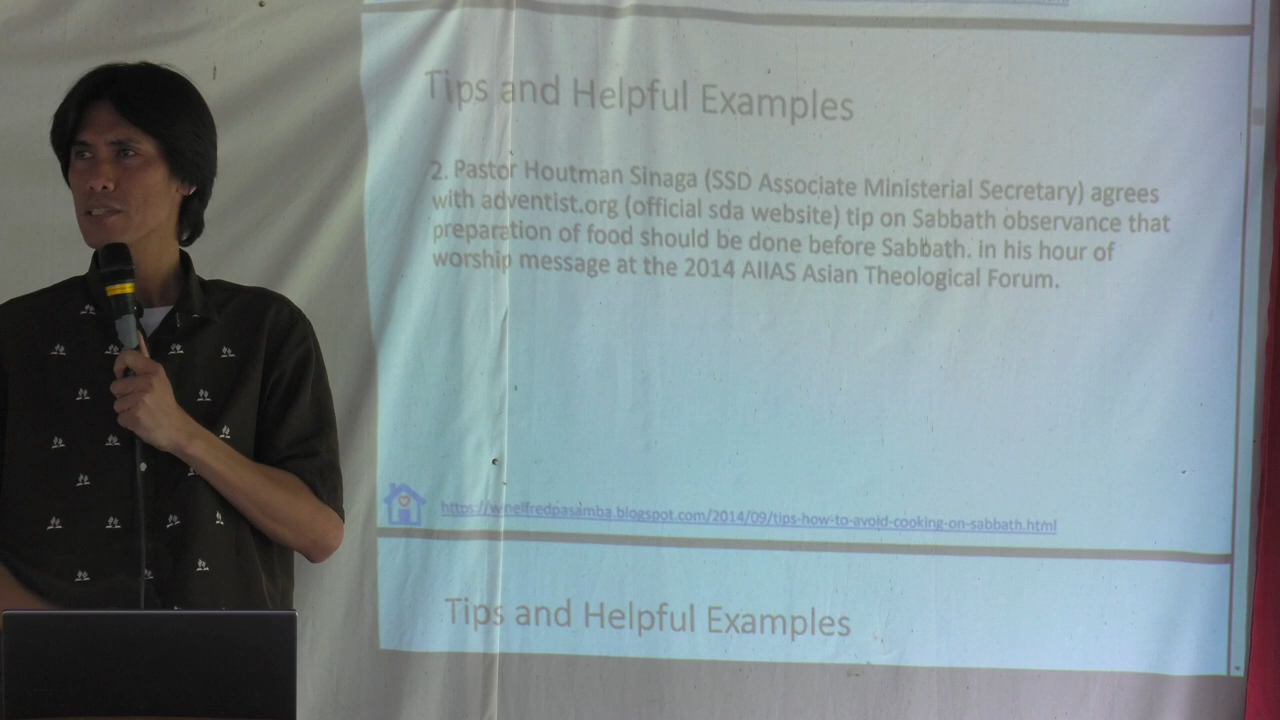 Tips and Helpful Examples
2. Pastor Houtman Sinaga (SSD Associate Ministerial Secretary) agrees
with adventist.org (official sda website) tip on Sabbath observance that
preparation of food should be done before Sabbath. in his hour of
worship message at the 2014 AIIAS Asian Theological Forum.
https://winelfredpasamba.blogspot.com/2014/09/tips-how-to-avoid-cooking-on-sabbath.html
Tips and Helpful Examples